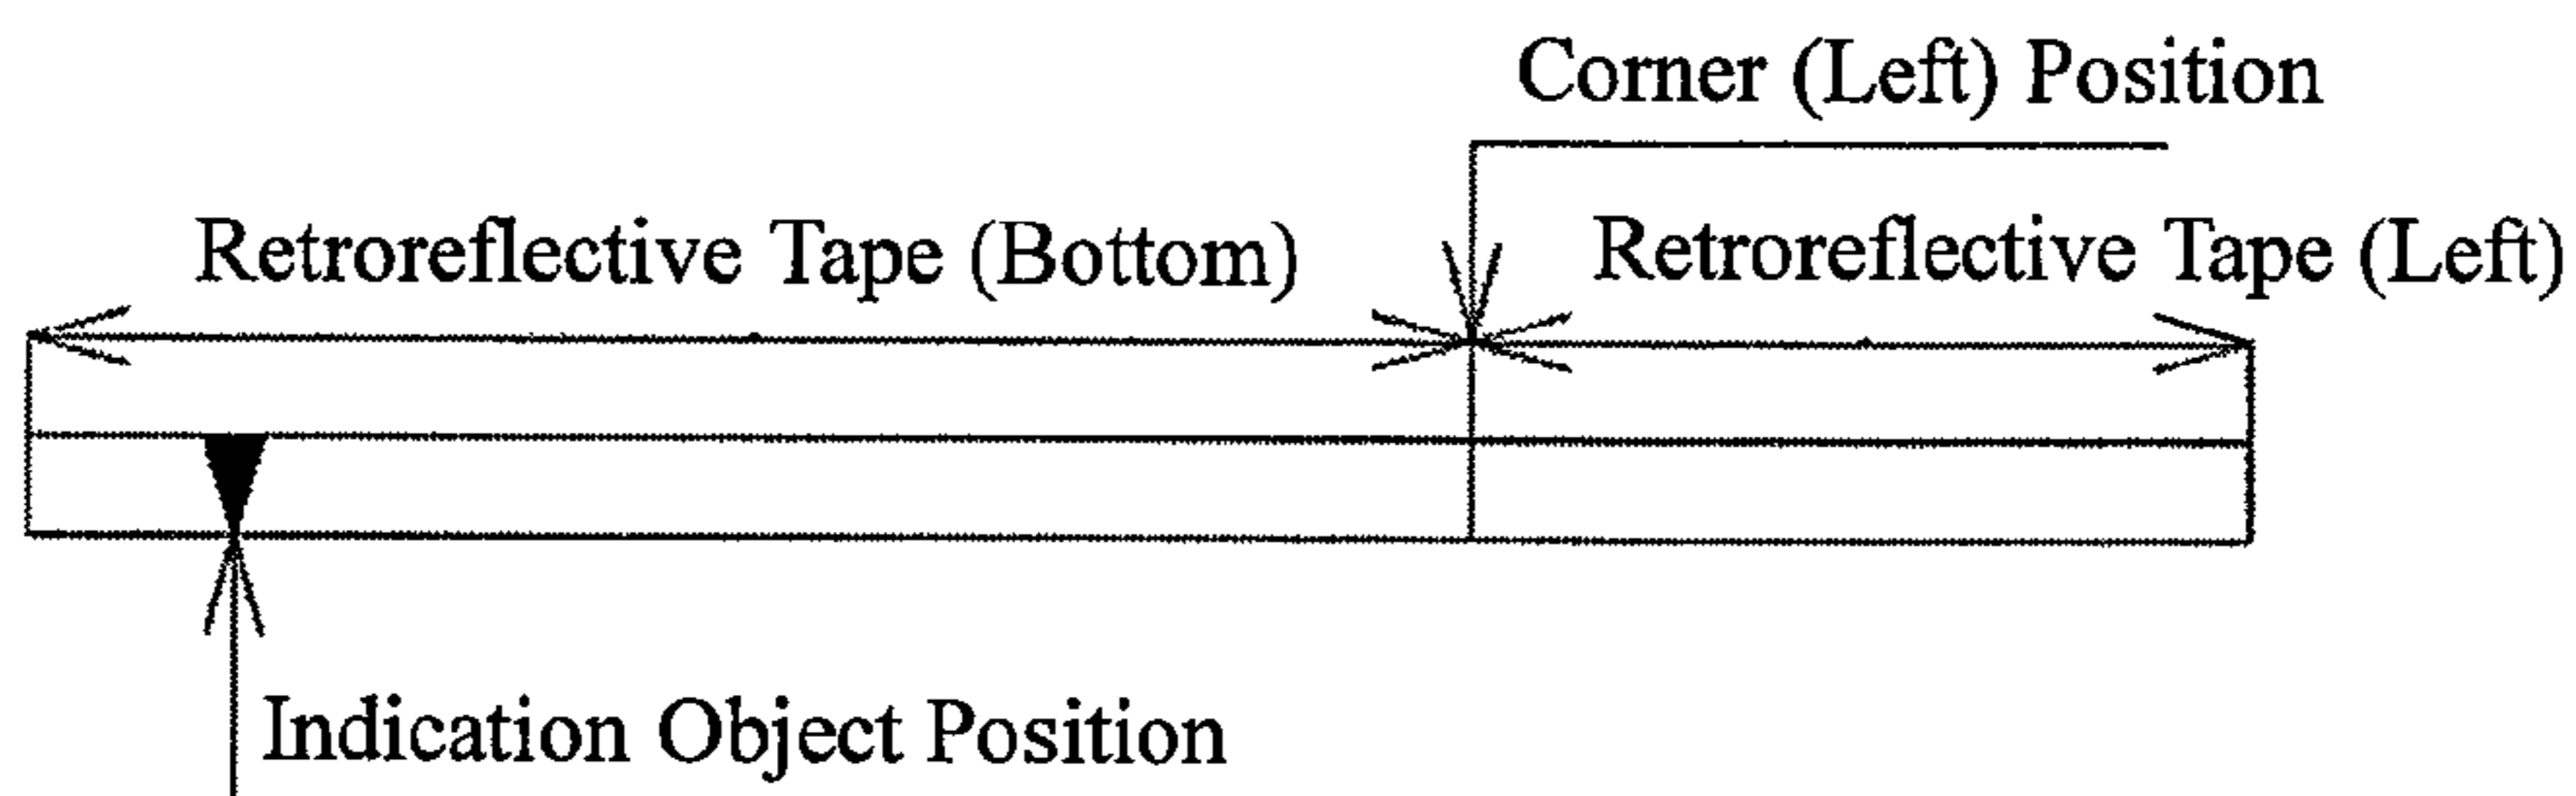 Corner (Left) Position
Retroreflective Tape (Bottom)
Retroreflective Tape (Left)
Indication Object Position